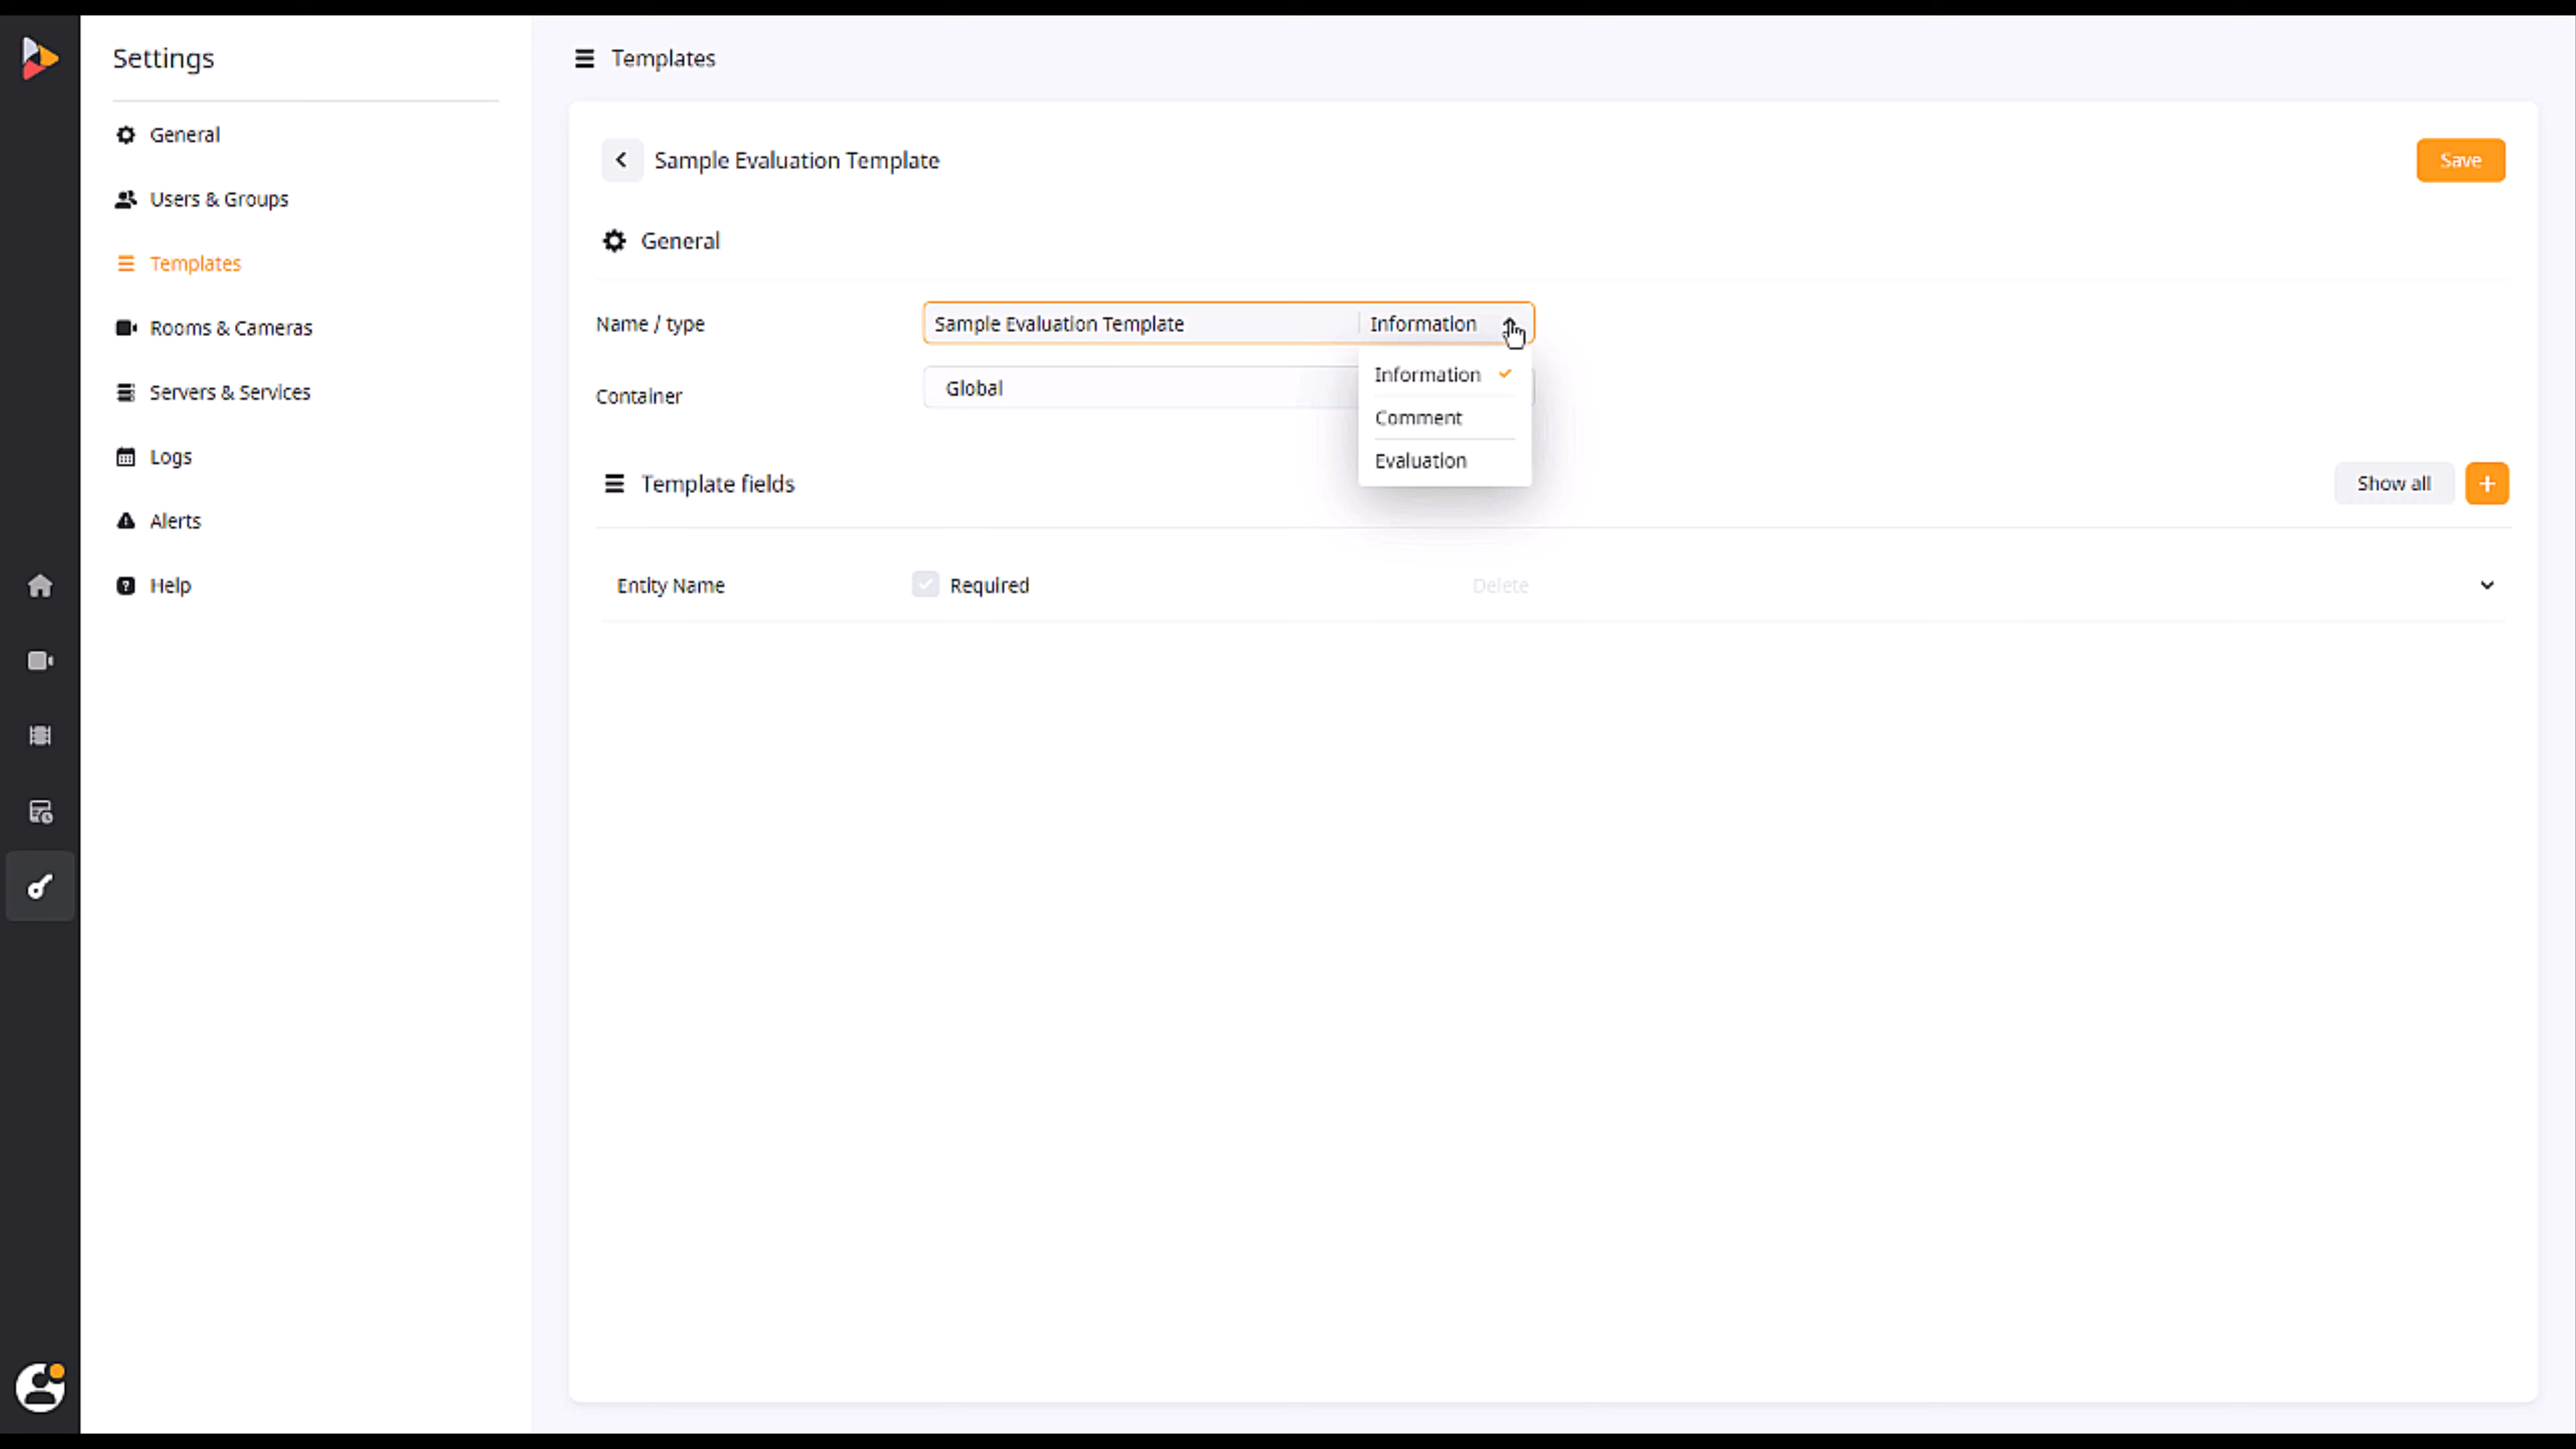 Settings
General
Users & Groups
Templates
Rooms & Cameras
Servers & Services
Logs
Alerts
Help
Templates
Sample Evaluation Template
Save
General
Name / type
Sample Evaluation Template
Information
Information
Comment
Evaluation
Container
Global
Template fields
Show all
Entity Name
Required
Delete